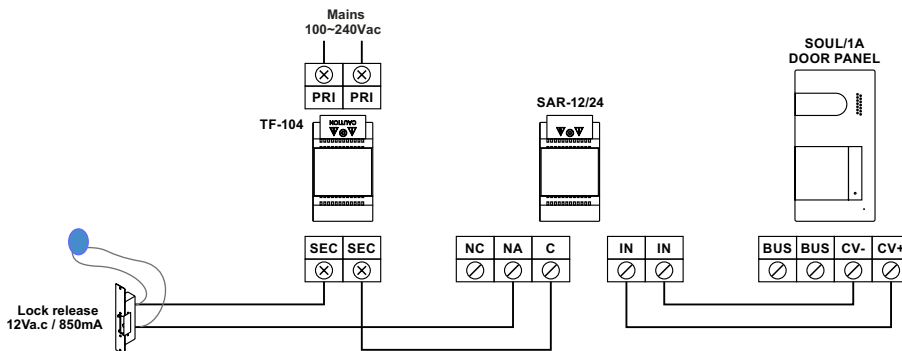 Mains
100~240Vac
PRI PRI
TF-104
CAUTION
SAR-12/24
SOUL/1A
DOOR PANEL
SEC SEC
NC NA C
IN IN
BUS BUS CV- CV+
Lock release
12Va.c / 850mA